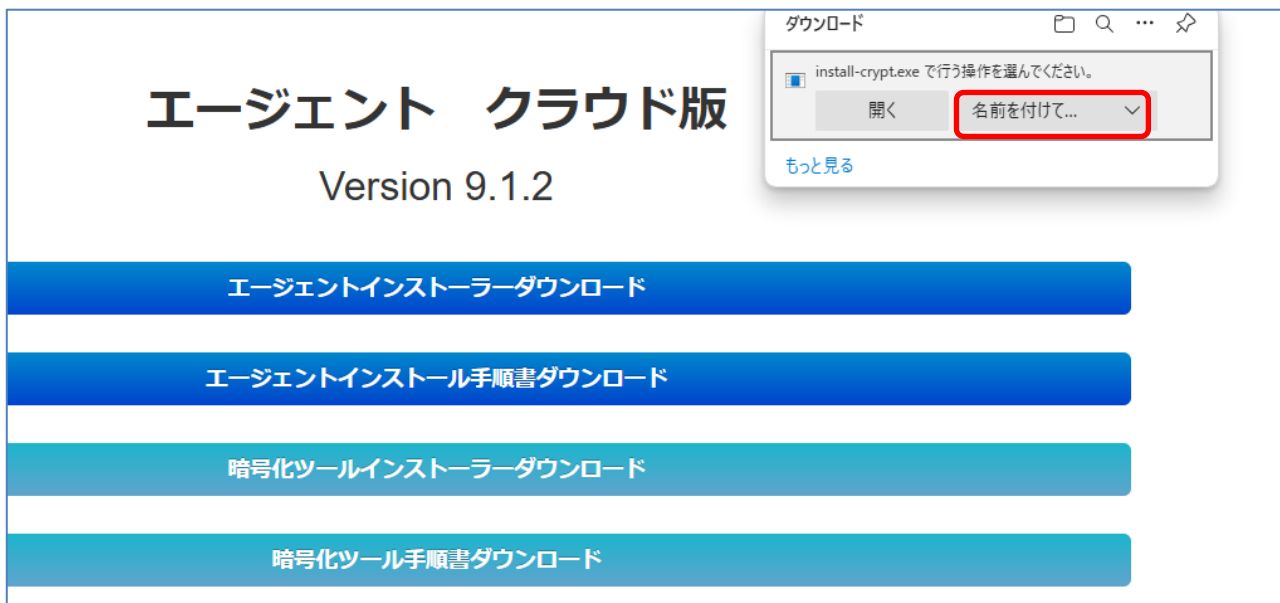 ダウンロード
install-crypt.exe で行う操作を選んでください。
開く
名前を付けて...
もっと見る
エージェント　クラウド版
Version 9.1.2
エージェントインストーラーダウンロード
エージェントインストール手順書ダウンロード
暗号化ツールインストーラーダウンロード
暗号化ツール手順書ダウンロード